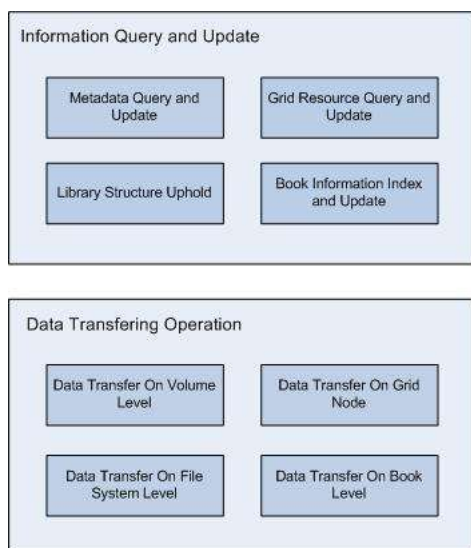 Information Query and Update
Metadata Query and
Update
Grid Resource Query and
Update
Library Structure Uphold
Book Information Index
and Update
Data Transfering Operation
Data Transfer On Volume
Level
Data Transfer On Grid
Node
Data Transfer On File
System Level
Data Transfer On Book
Level